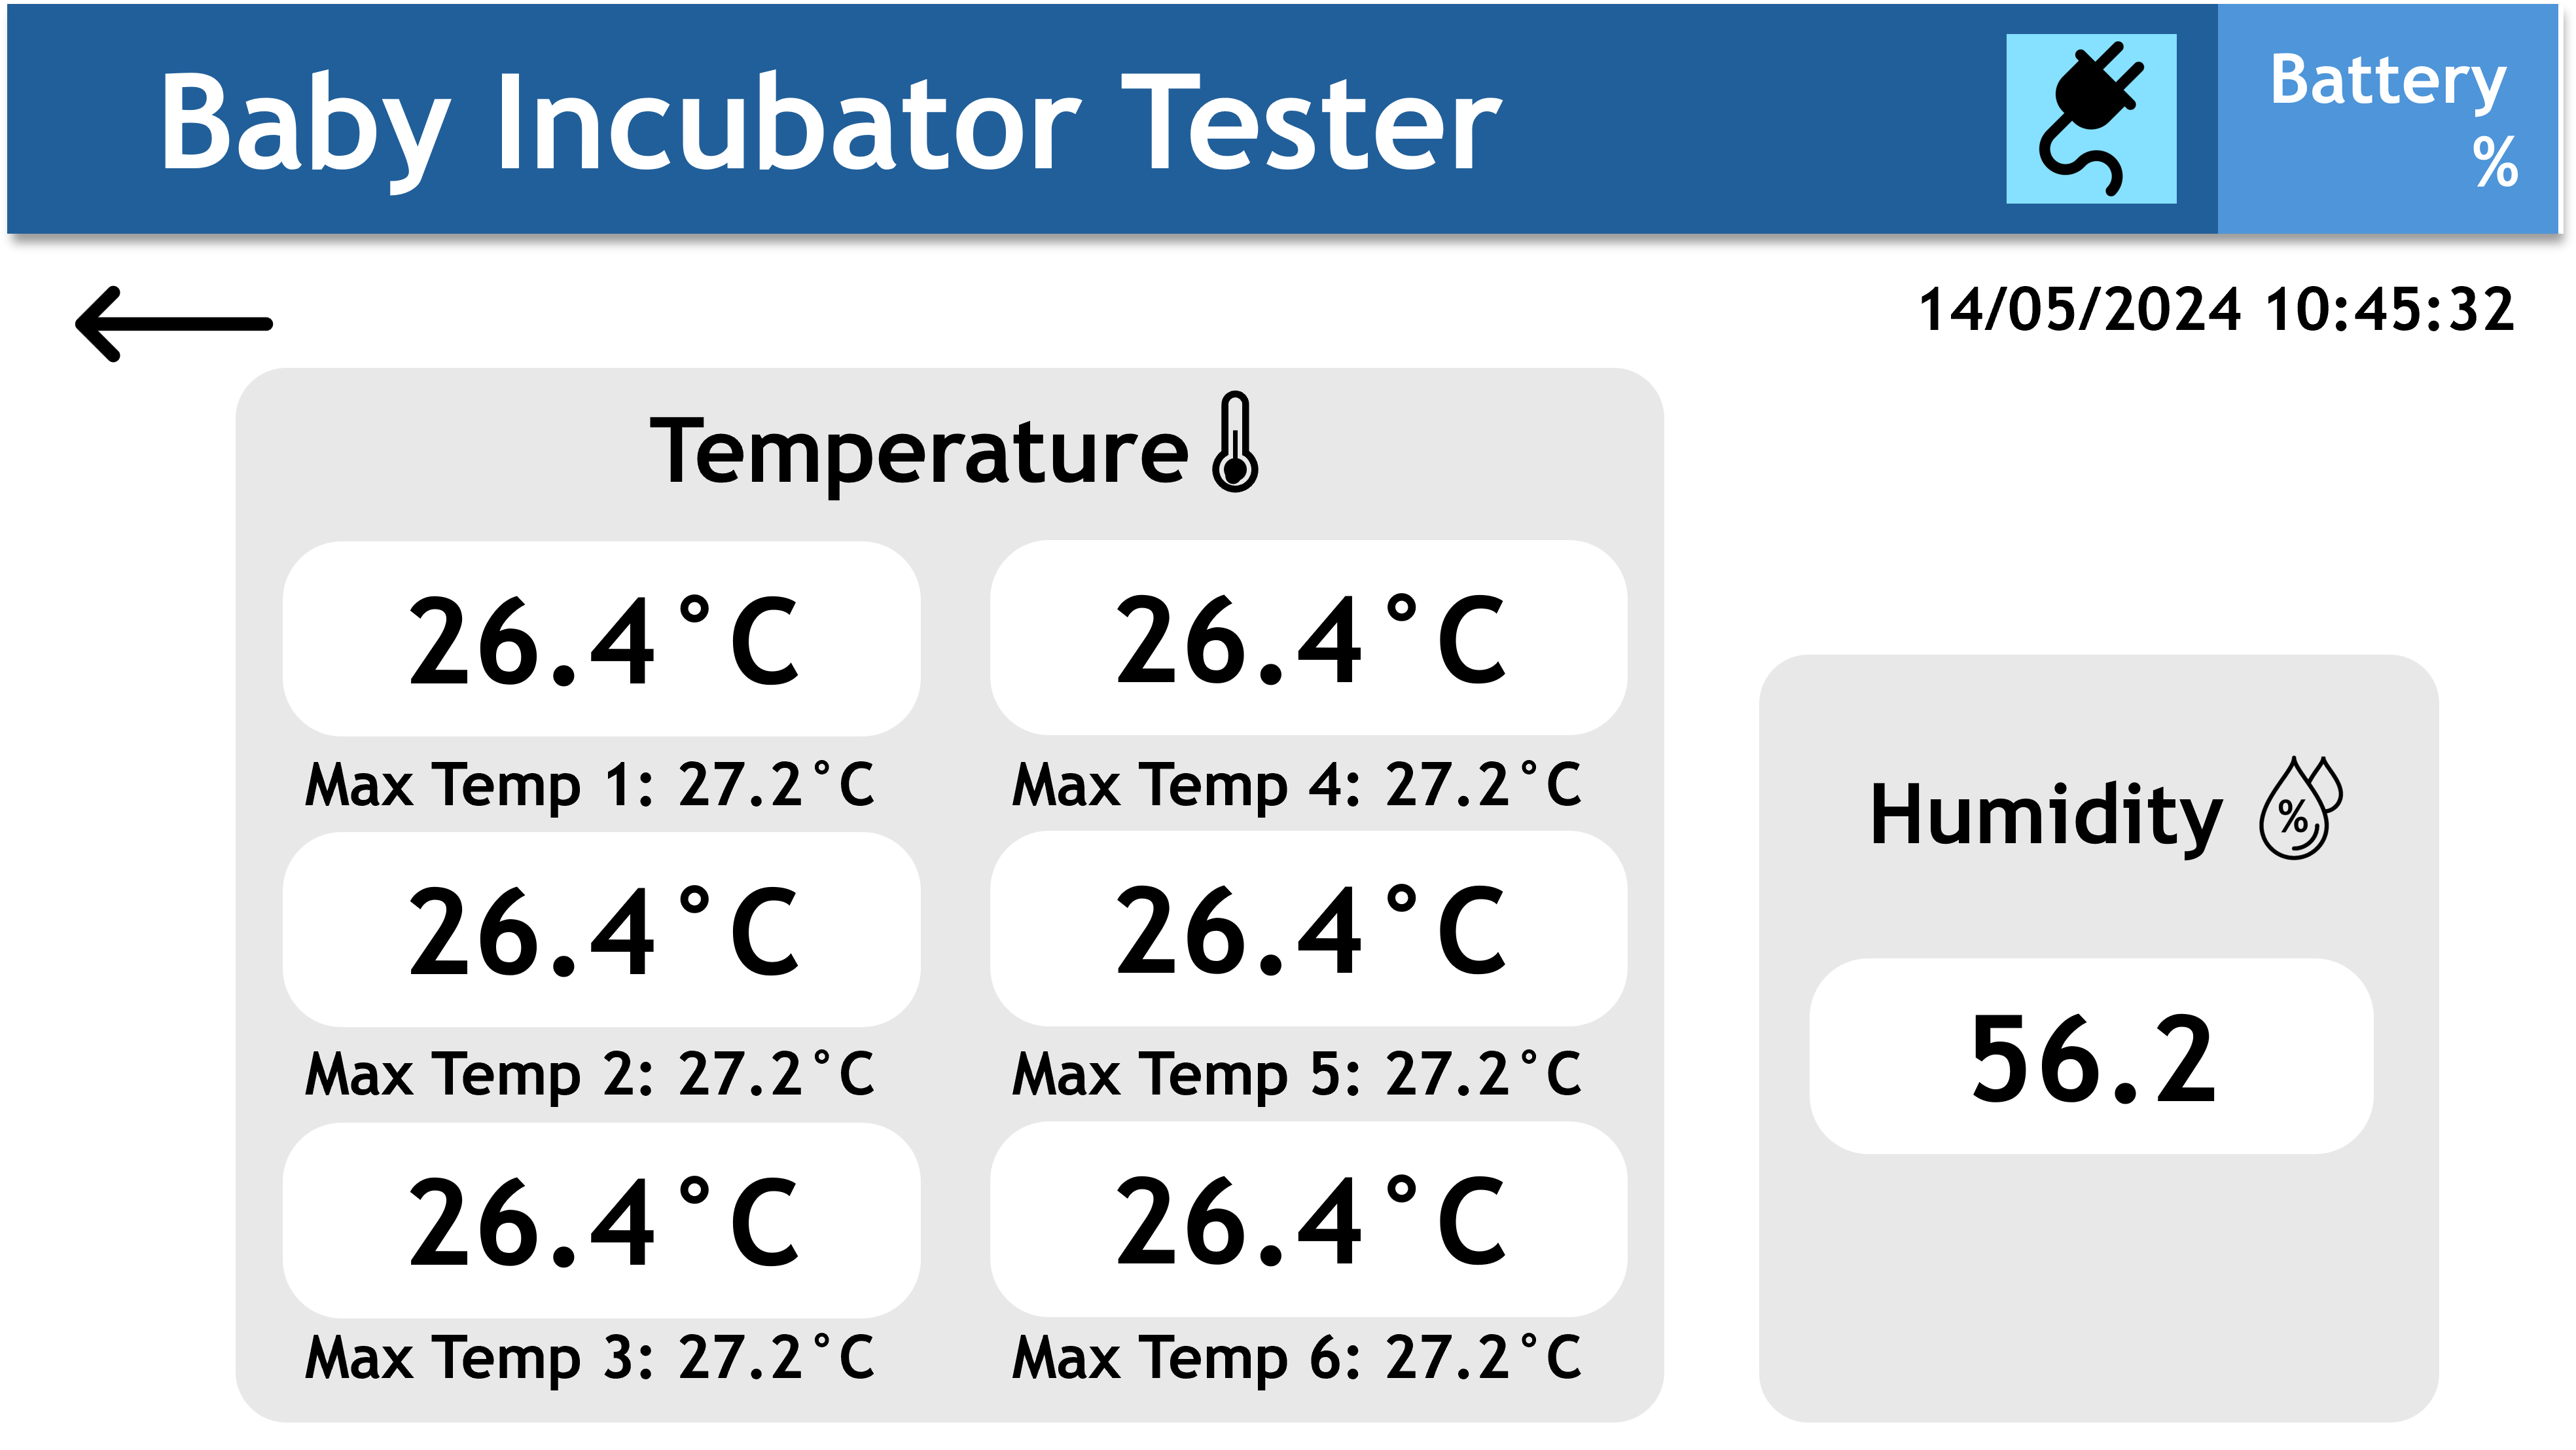 Baby Incubator Tester
Battery
%
14/05/2024 10:45:32
Temperature
26.4°C
26.4°C
Max Temp 1: 27.2°C
Max Temp 4: 27.2°C
26.4°C
26.4°C
Max Temp 2: 27.2°C
Max Temp 5: 27.2°C
26.4°C
26.4°C
Max Temp 3: 27.2°C
Max Temp 6: 27.2°C
Humidity
%
56.2